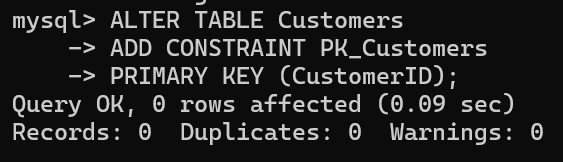 mysql> ALTER TABLE Customers
    -> ADD CONSTRAINT PK_Customers
    -> PRIMARY KEY (CustomerID);
Query OK, 0 rows affected (0.09 sec)
Records: 0  Duplicates: 0  Warnings: 0